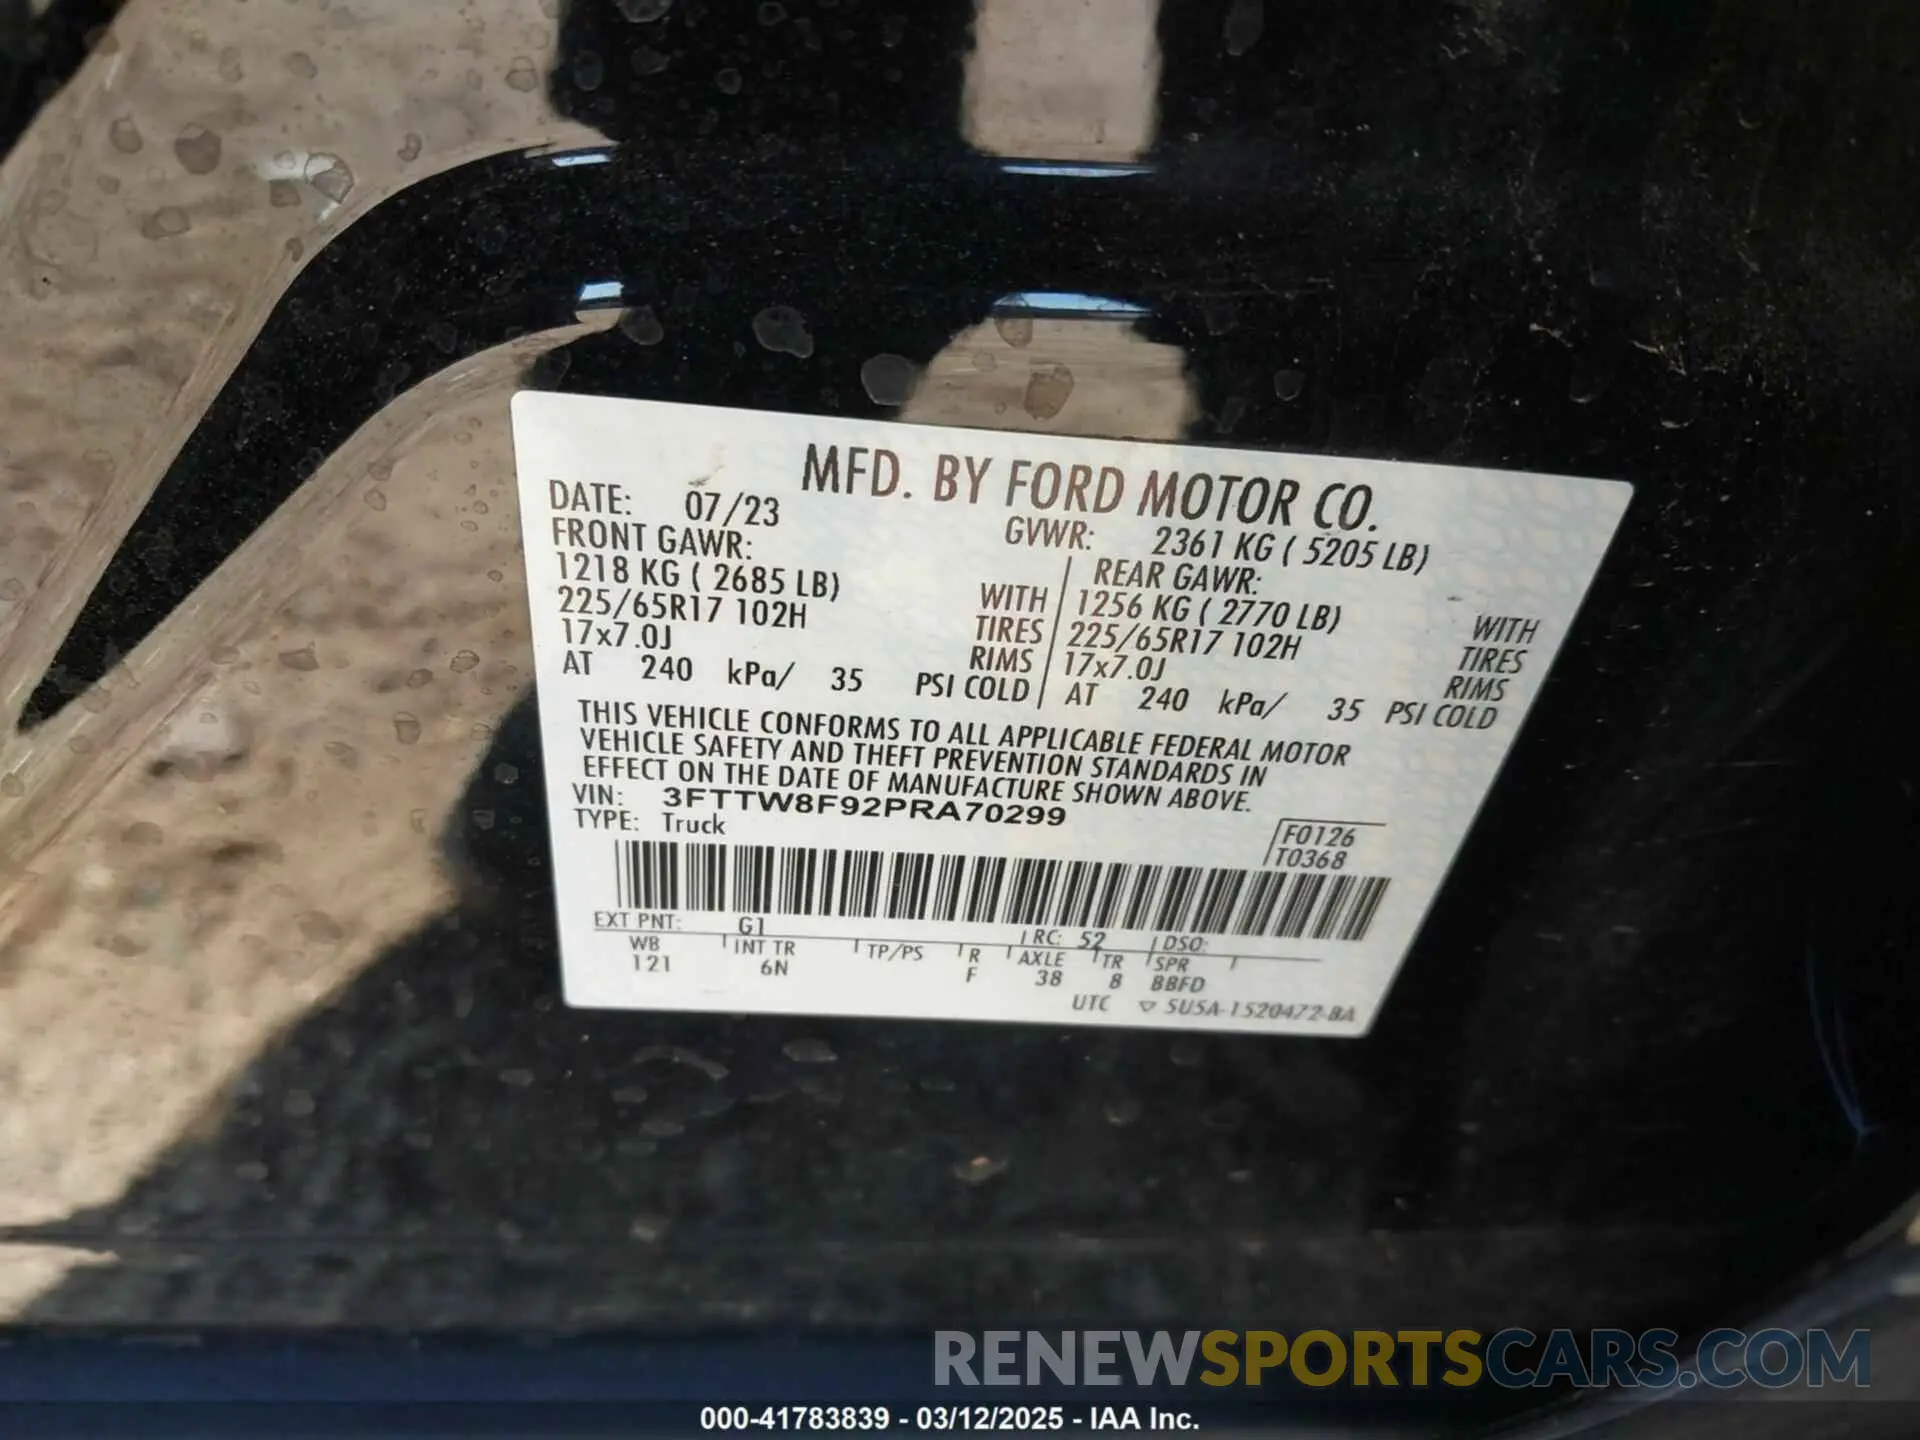 MFD. BY FORD MOTOR CO.
DATE: 07/23 GVWR: 2361 KG ( 5205 LB)
FRONT GAWR: REAR GAWR:
1218 KG ( 2685 LB) WITH 1256 KG ( 2770 LB) WITH
225/65R17 102H TIRES 225/65R17 102H TIRES
17x7.0J RIMS 17x7.0J RIMS
AT 240 kPa/ 35 PSI COLD AT 240 kPa/ 35 PSI COLD
THIS VEHICLE CONFORMS TO ALL APPLICABLE FEDERAL MOTOR
VEHICLE SAFETY AND THEFT PREVENTION STANDARDS IN
EFFECT ON THE DATE OF MANUFACTURE SHOWN ABOVE.
VIN: 3FTTW8F92PRA70299
TYPE: Truck F0126
T0368
EXT PNT: G1 RC: 52 DSO:
WB INT TR TP/PS R AXLE TR SPR
121 6N F 38 8 BBFD
UTC ▽ 5U5A-1520472-BA
RENEWSPORTSCARS.COM
000-41783839 - 03/12/2025 - IAA Inc.